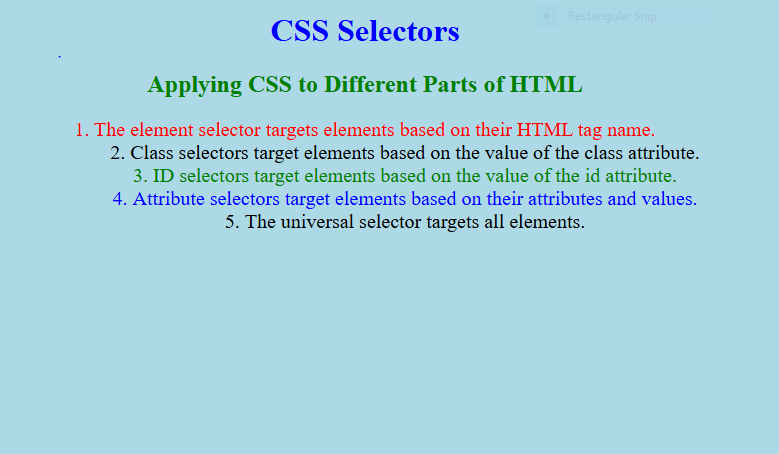 Rectangular Snip
CSS Selectors
Applying CSS to Different Parts of HTML
1. The element selector targets elements based on their HTML tag name.
2. Class selectors target elements based on the value of the class attribute.
3. ID selectors target elements based on the value of the id attribute.
4. Attribute selectors target elements based on their attributes and values.
5. The universal selector targets all elements.